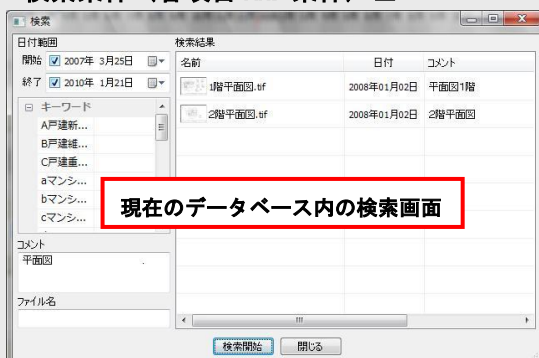 検索
日付範囲
開始 2007年 3月25日
終了 2010年 1月21日
キーワード
A戸建新...
B戸建維...
C戸建重...
aマンシ...
bマンシ...
cマンシ...
コメント
平面図
ファイル名
検索結果
名前 日付 コメント
1階平面図.tif 2008年01月02日 平面図1階
2階平面図.tif 2008年01月02日 2階平面図
現在のデータベース内の検索画面
検索開始 閉じる